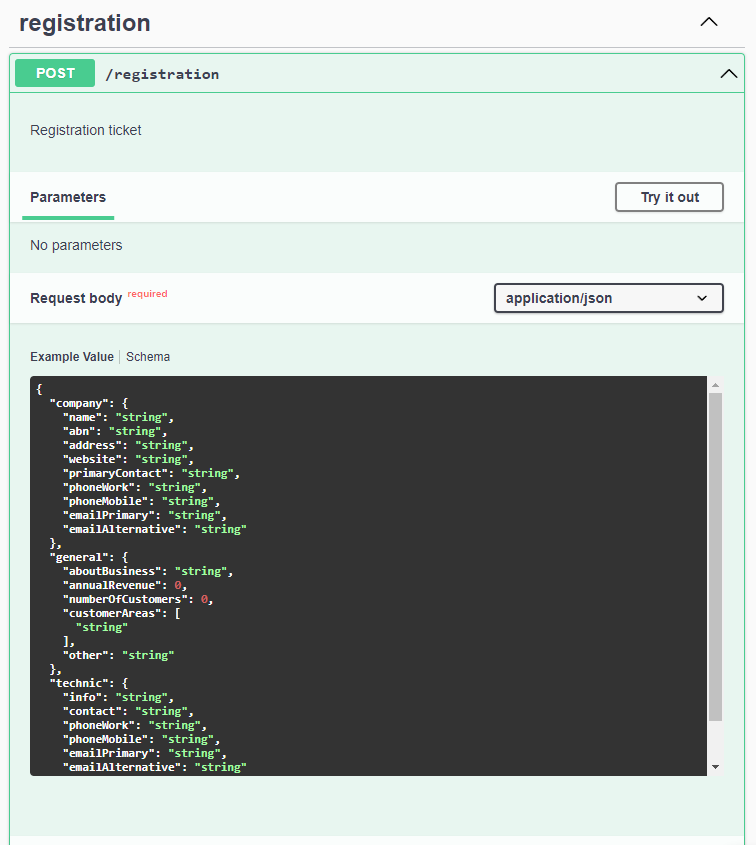 registration
POST /registration
Registration ticket
Parameters Try it out
No parameters
Request body required application/json
Example Value Schema
{
  "company": {
    "name": "string",
    "abn": "string",
    "address": "string",
    "website": "string",
    "primaryContact": "string",
    "phoneWork": "string",
    "phoneMobile": "string",
    "emailPrimary": "string",
    "emailAlternative": "string"
  },
  "general": {
    "aboutBusiness": "string",
    "annualRevenue": 0,
    "numberOfCustomers": 0,
    "customerAreas": [
      "string"
    ],
    "other": "string"
  },
  "technic": {
    "info": "string",
    "contact": "string",
    "phoneWork": "string",
    "phoneMobile": "string",
    "emailPrimary": "string",
    "emailAlternative": "string"